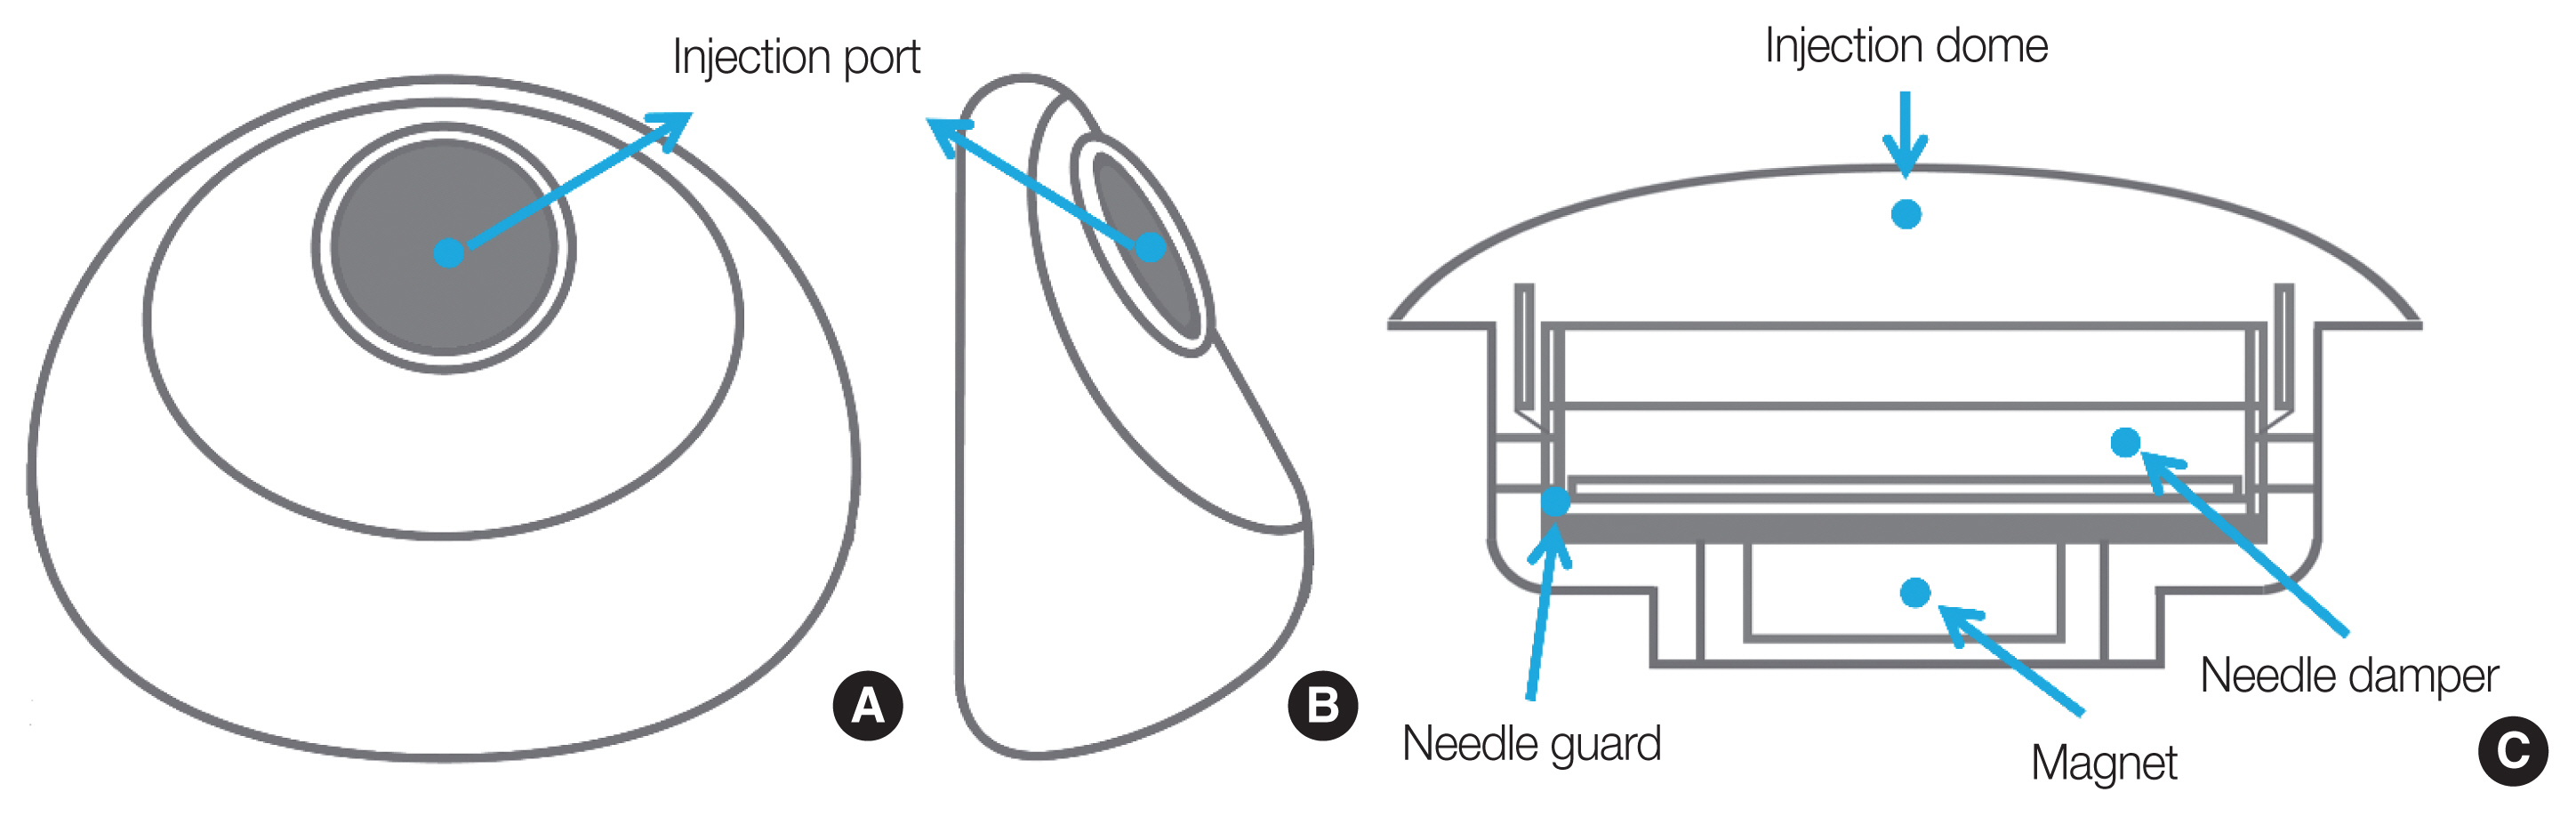 Injection port
Injection dome
Needle guard
Needle damper
Magnet
A
B
C